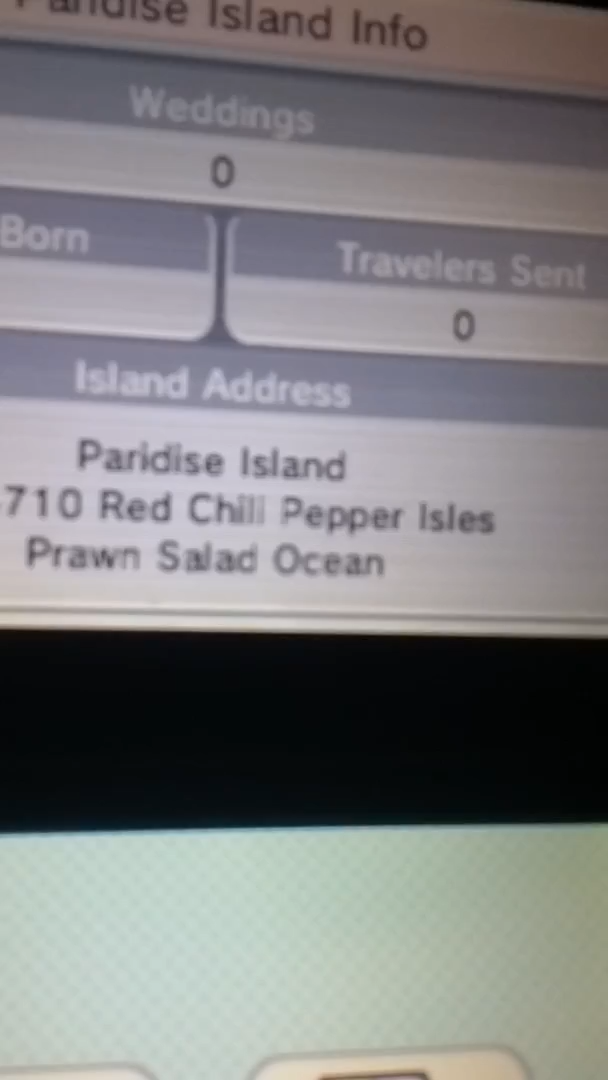 Paridise Island Info
Weddings
0
Born
Travelers Sent
0
Island Address
Paridise Island
710 Red Chili Pepper Isles
Prawn Salad Ocean